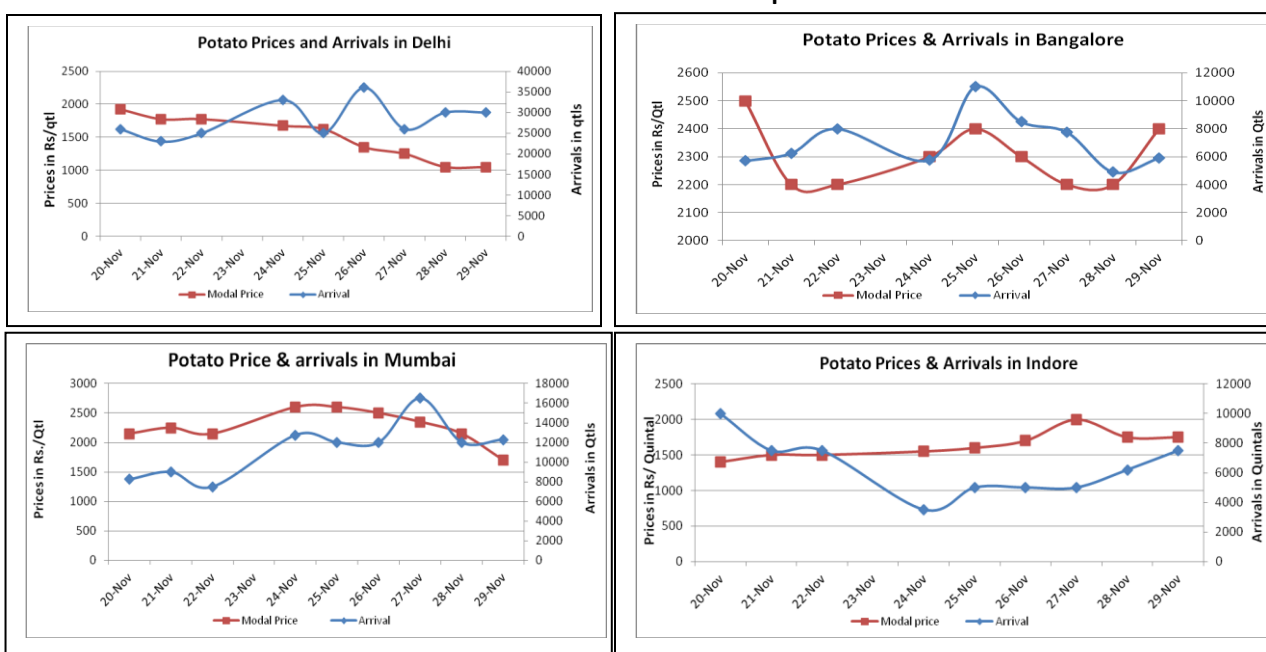 Potato Prices and Arrivals in Delhi
Prices in Rs/qtl
2500
2000
1500
1000
500
0
40000
35000
30000
25000
20000
15000
10000
5000
0
Arrivals in qtls
20-Nov
21-Nov
22-Nov
23-Nov
24-Nov
25-Nov
26-Nov
27-Nov
28-Nov
29-Nov
Modal Price
Arrival
Potato Prices & Arrivals in Bangalore
Prices in Rs/Qtl
2600
2500
2400
2300
2200
2100
2000
12000
10000
8000
6000
4000
2000
0
Arrivals in Qtls
20-Nov
21-Nov
22-Nov
23-Nov
24-Nov
25-Nov
26-Nov
27-Nov
28-Nov
29-Nov
Modal Price
Arrival
Potato Price & arrivals in Mumbai
Prices in Rs./Qtl
3000
2500
2000
1500
1000
500
0
18000
16000
14000
12000
10000
8000
6000
4000
2000
0
Arrivals in Qtls
20-Nov
21-Nov
22-Nov
23-Nov
24-Nov
25-Nov
26-Nov
27-Nov
28-Nov
29-Nov
Modal Price
Arrival
Potato Prices & Arrivals in Indore
Prices in Rs/ Quintal
2500
2000
1500
1000
500
0
12000
10000
8000
6000
4000
2000
0
Arrivals in Quintals
20-Nov
21-Nov
22-Nov
23-Nov
24-Nov
25-Nov
26-Nov
27-Nov
28-Nov
29-Nov
Modal price
Arrival